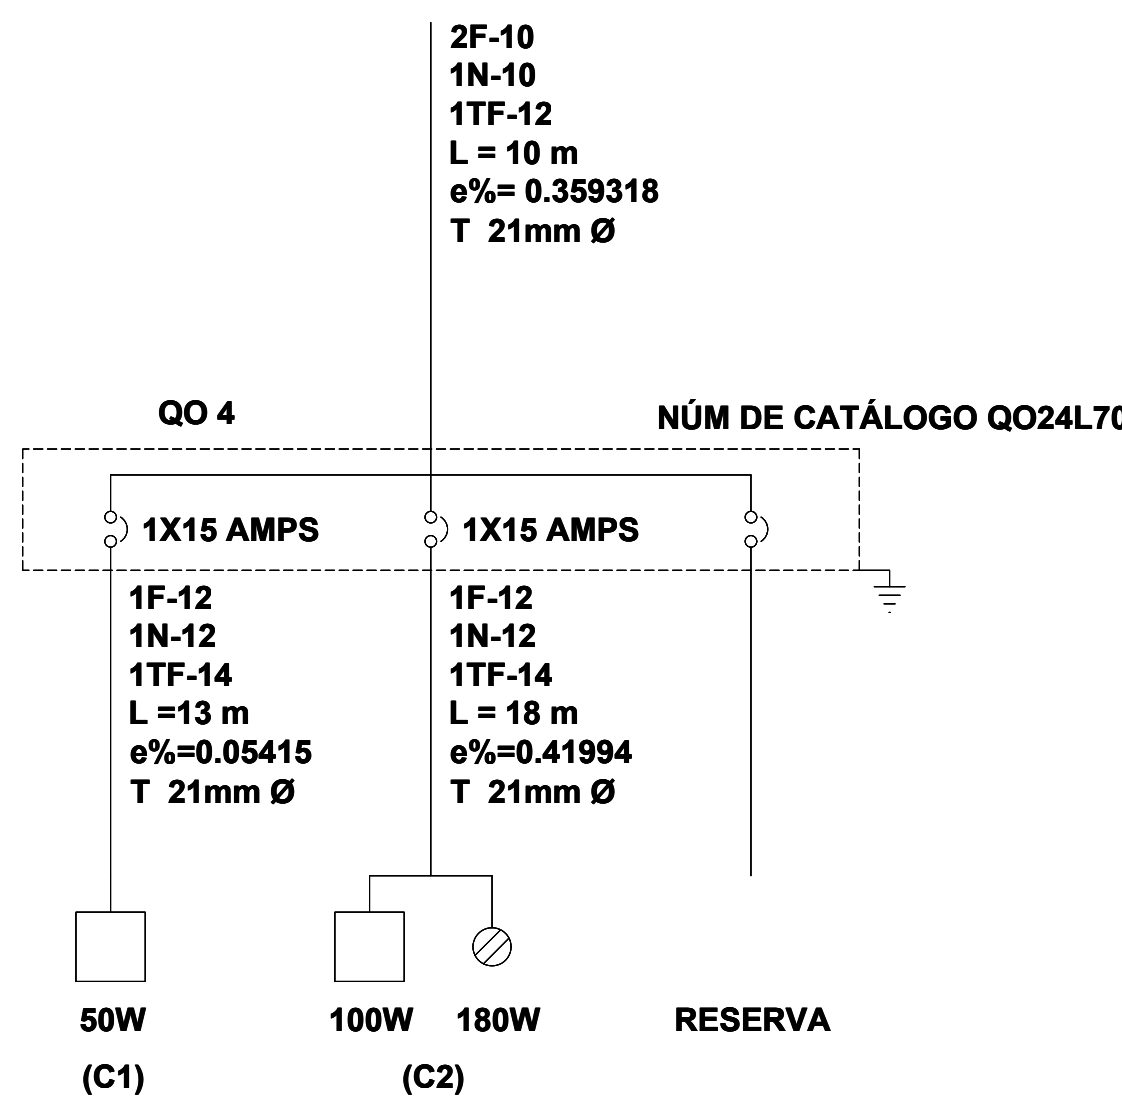 2F-10
1N-10
1TF-12
L = 10 m
e%= 0.359318
T 21mm Ø
QO 4
NÚM DE CATÁLOGO QO24L70
1X15 AMPS
1X15 AMPS
1F-12
1N-12
1TF-14
L =13 m
e%=0.05415
T 21mm Ø
1F-12
1N-12
1TF-14
L = 18 m
e%=0.41994
T 21mm Ø
50W
100W
180W
RESERVA
(C1)
(C2)